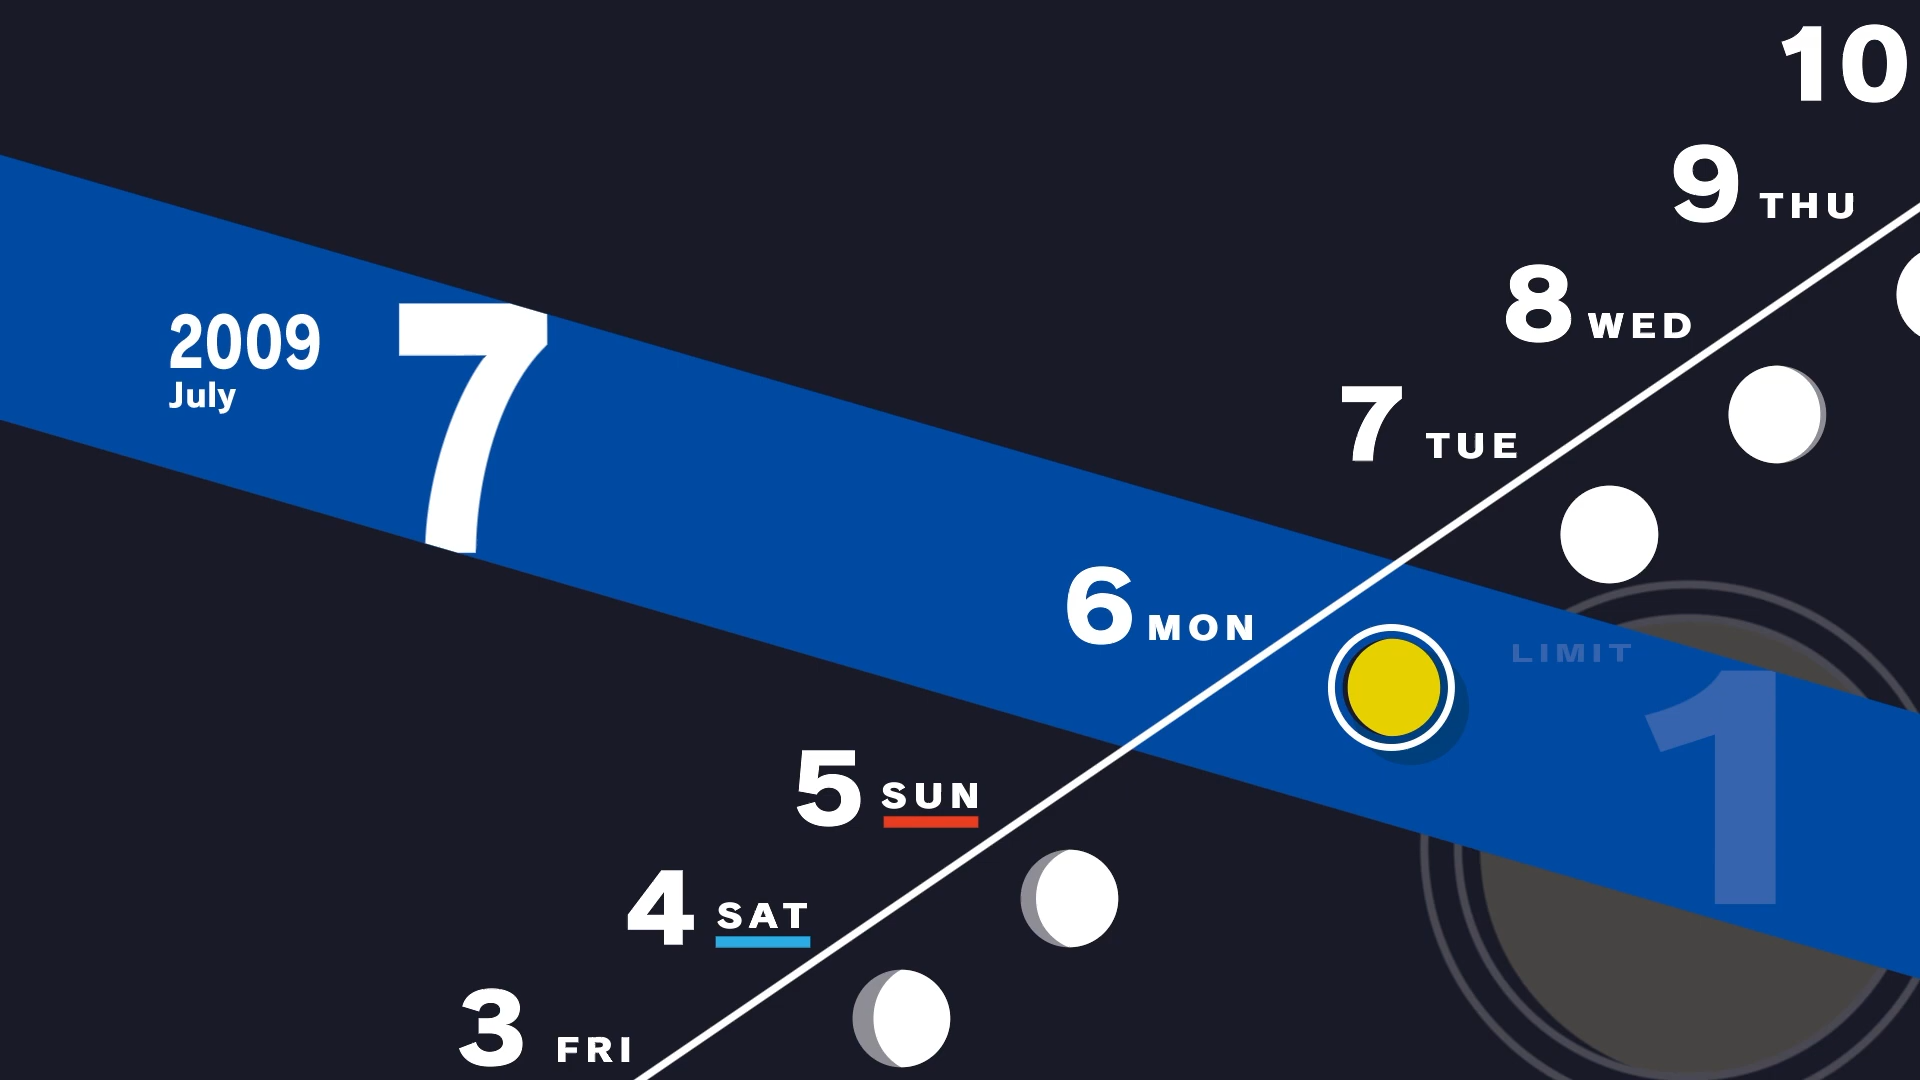 10
9 THU
8 WED
2009
July
7
7 TUE
6 MON
LIMIT
1
5 SUN
4 SAT
3 FRI